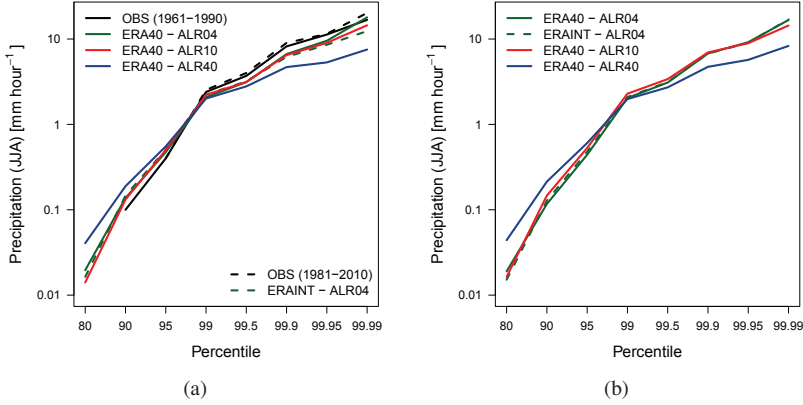 OBS (1961−1990)
ERA40 − ALR04
ERA40 − ALR10
ERA40 − ALR40
10
1
0.1
0.01
Precipitation (JJA) [mm hour⁻¹]
OBS (1981−2010)
ERAINT − ALR04
80 90 95 99 99.5 99.9 99.95 99.99
Percentile
(a)
ERA40 − ALR04
ERAINT − ALR04
ERA40 − ALR10
ERA40 − ALR40
10
1
0.1
0.01
Precipitation (JJA) [mm hour⁻¹]
80 90 95 99 99.5 99.9 99.95 99.99
Percentile
(b)